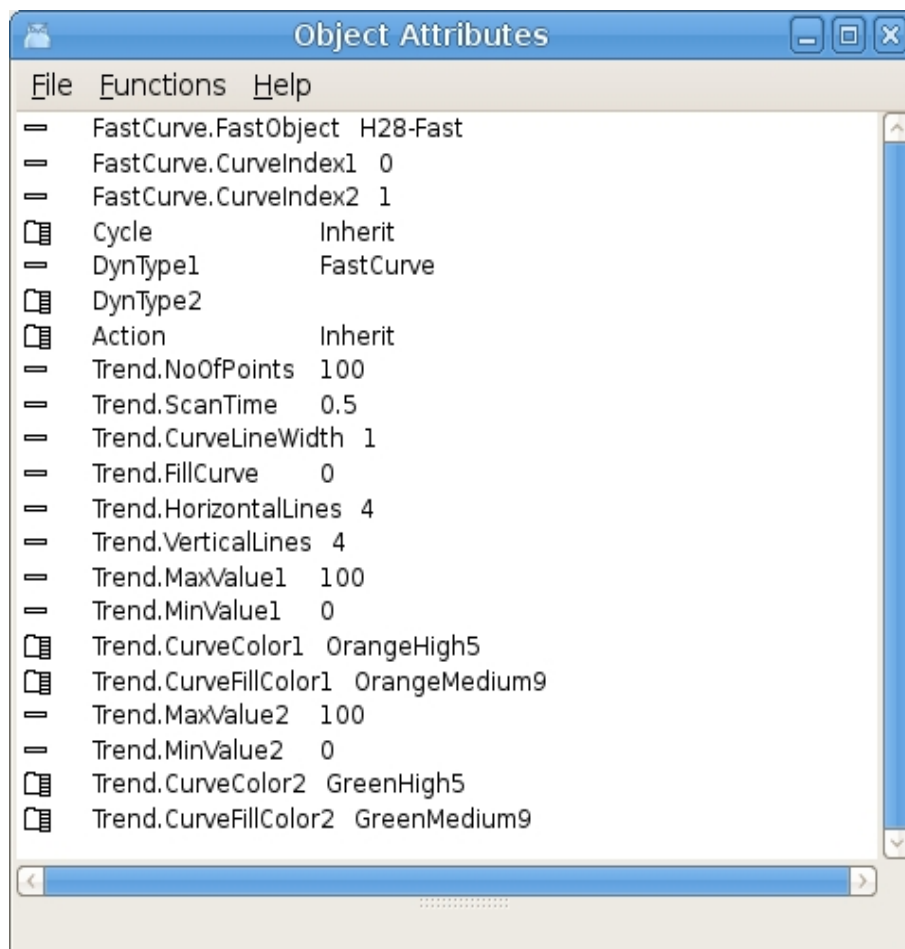 Object Attributes
File Functions Help
FastCurve.FastObject H28-Fast
FastCurve.CurveIndex1 0
FastCurve.CurveIndex2 1
Cycle Inherit
DynType1 FastCurve
DynType2
Action Inherit
Trend.NoOfPoints 100
Trend.ScanTime 0.5
Trend.CurveLineWidth 1
Trend.FillCurve 0
Trend.HorizontalLines 4
Trend.VerticalLines 4
Trend.MaxValue1 100
Trend.MinValue1 0
Trend.CurveColor1 OrangeHigh5
Trend.CurveFillColor1 OrangeMedium9
Trend.MaxValue2 100
Trend.MinValue2 0
Trend.CurveColor2 GreenHigh5
Trend.CurveFillColor2 GreenMedium9